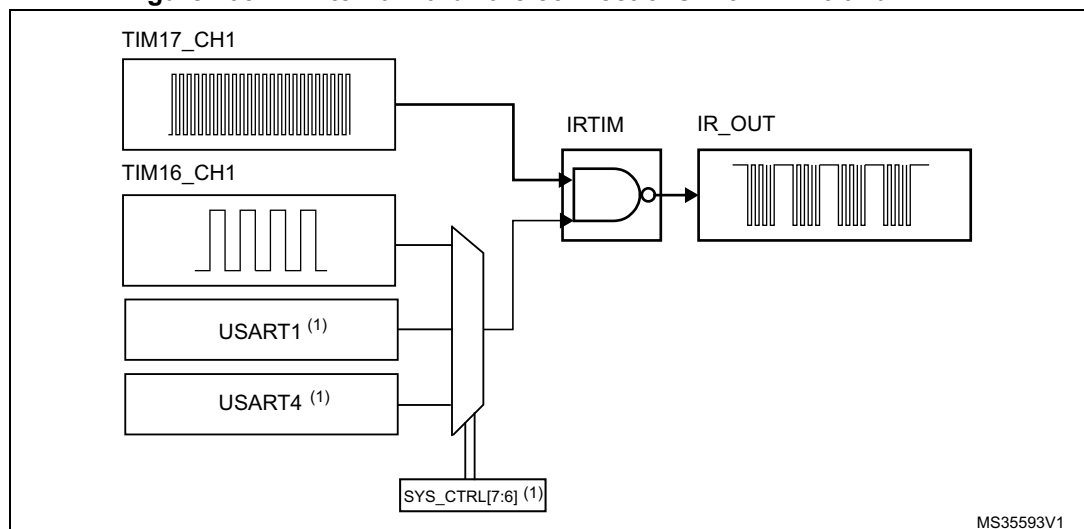 TIM17_CH1
IRTIM
IR_OUT
TIM16_CH1
USART1 (1)
USART4 (1)
SYS_CTRL[7:6] (1)
MS35593V1